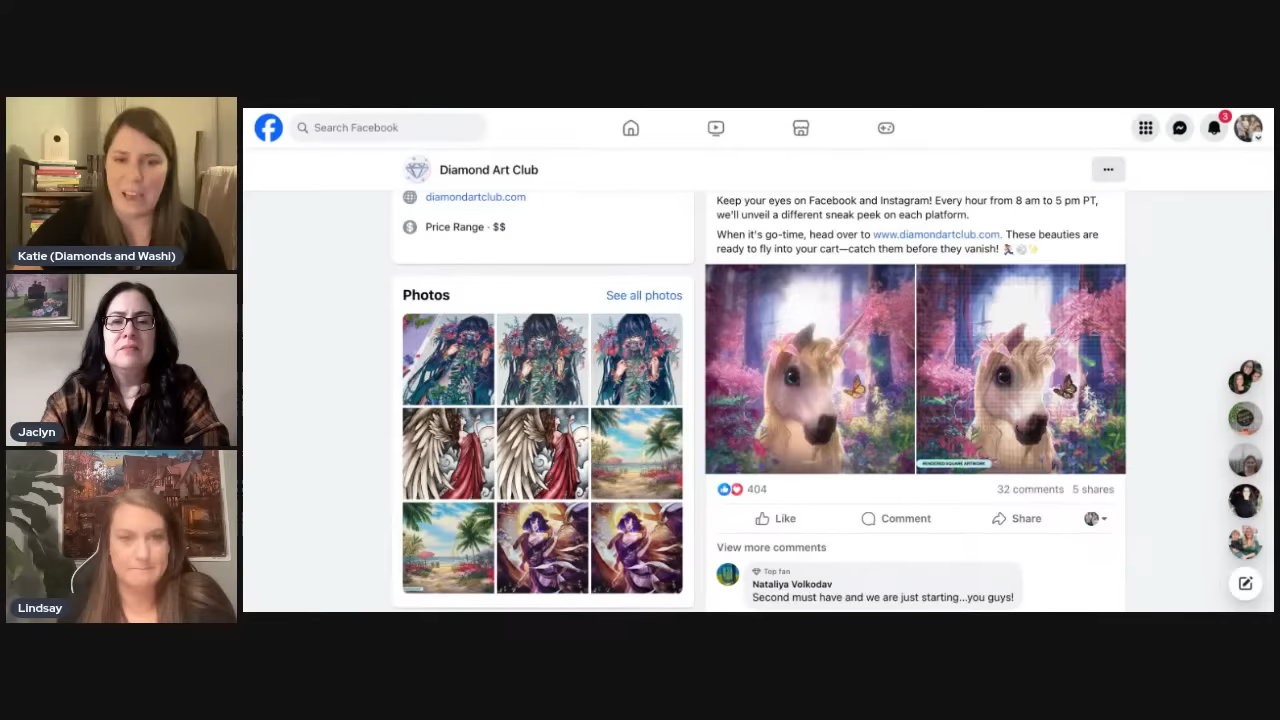 Katie (Diamonds and Washi)
Jaclyn
Lindsay
Search Facebook
3
Diamond Art Club
diamondartclub.com
Price Range · $$
Photos
See all photos
Keep your eyes on Facebook and Instagram! Every hour from 8 am to 5 pm PT,
we'll unveil a different sneak peek on each platform.
When it's go-time, head over to www.diamondartclub.com. These beauties are
ready to fly into your cart—catch them before they vanish!
RENDERED SQUARE ARTWORK
404
32 comments 5 shares
Like
Comment
Share
View more comments
Top fan
Nataliya Volkodav
Second must have and we are just starting...you guys!